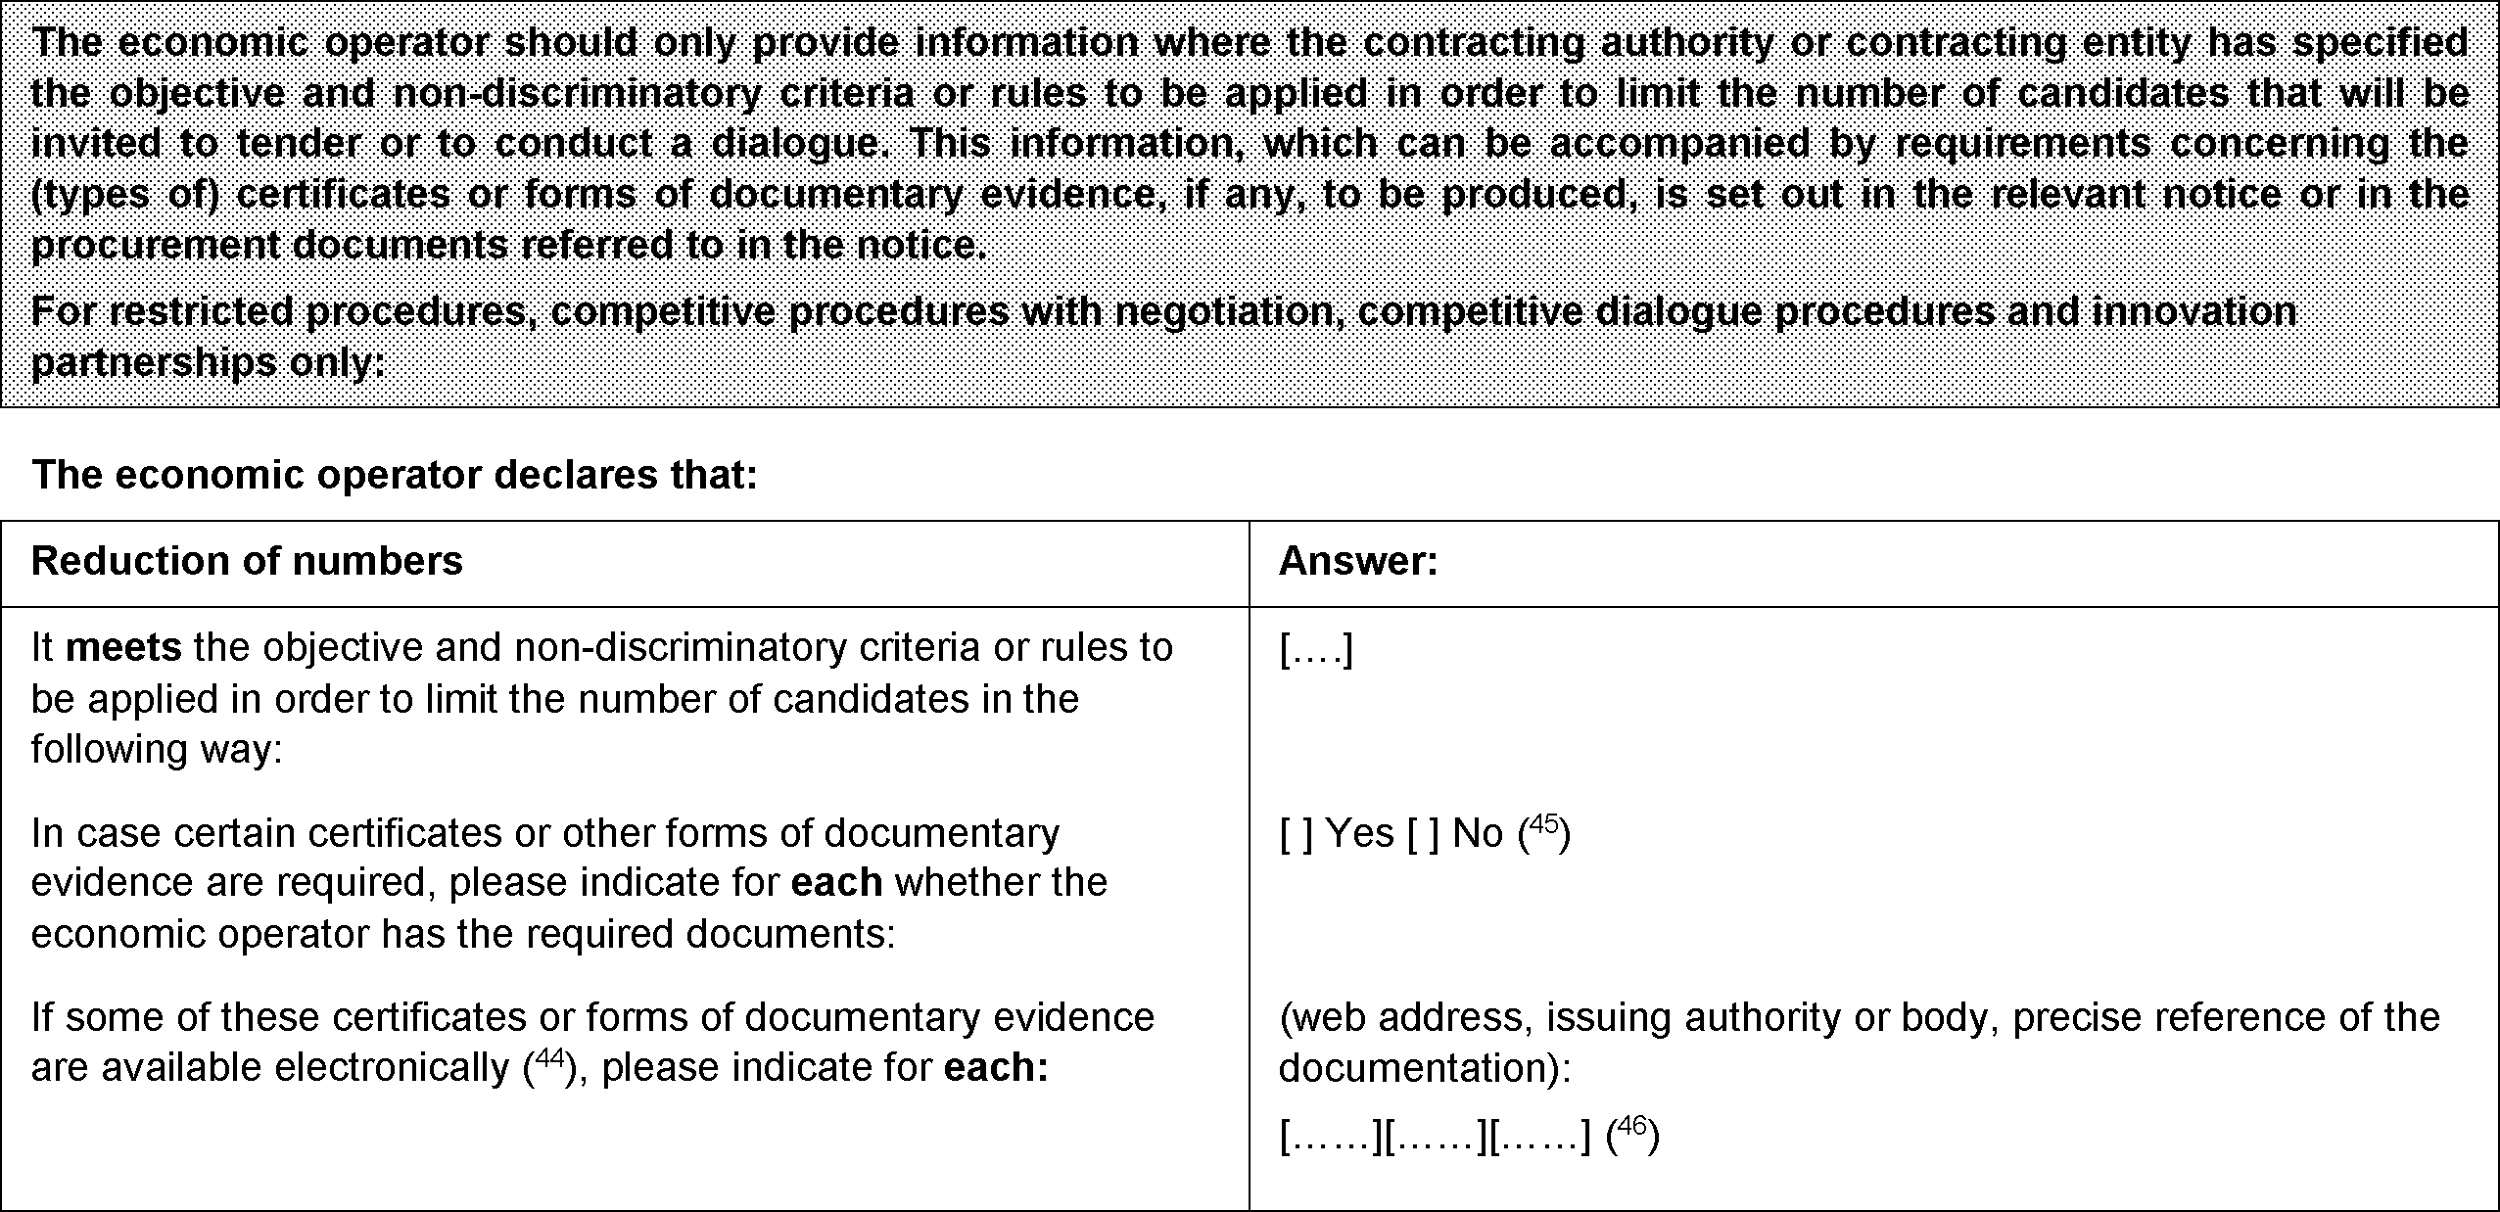 The economic operator should only provide information where the contracting authority or contracting entity has specified
the objective and non-discriminatory criteria or rules to be applied in order to limit the number of candidates that will be
invited to tender or to conduct a dialogue. This information, which can be accompanied by requirements concerning the
(types of) certificates or forms of documentary evidence, if any, to be produced, is set out in the relevant notice or in the
procurement documents referred to in the notice.
For restricted procedures, competitive procedures with negotiation, competitive dialogue procedures and innovation
partnerships only:
The economic operator declares that:
Reduction of numbers
Answer:
It meets the objective and non-discriminatory criteria or rules to
be applied in order to limit the number of candidates in the
following way:
[….]
In case certain certificates or other forms of documentary
evidence are required, please indicate for each whether the
economic operator has the required documents:
[ ] Yes [ ] No (45)
If some of these certificates or forms of documentary evidence
are available electronically (44), please indicate for each:
(web address, issuing authority or body, precise reference of the
documentation):
[……][……][……] (46)